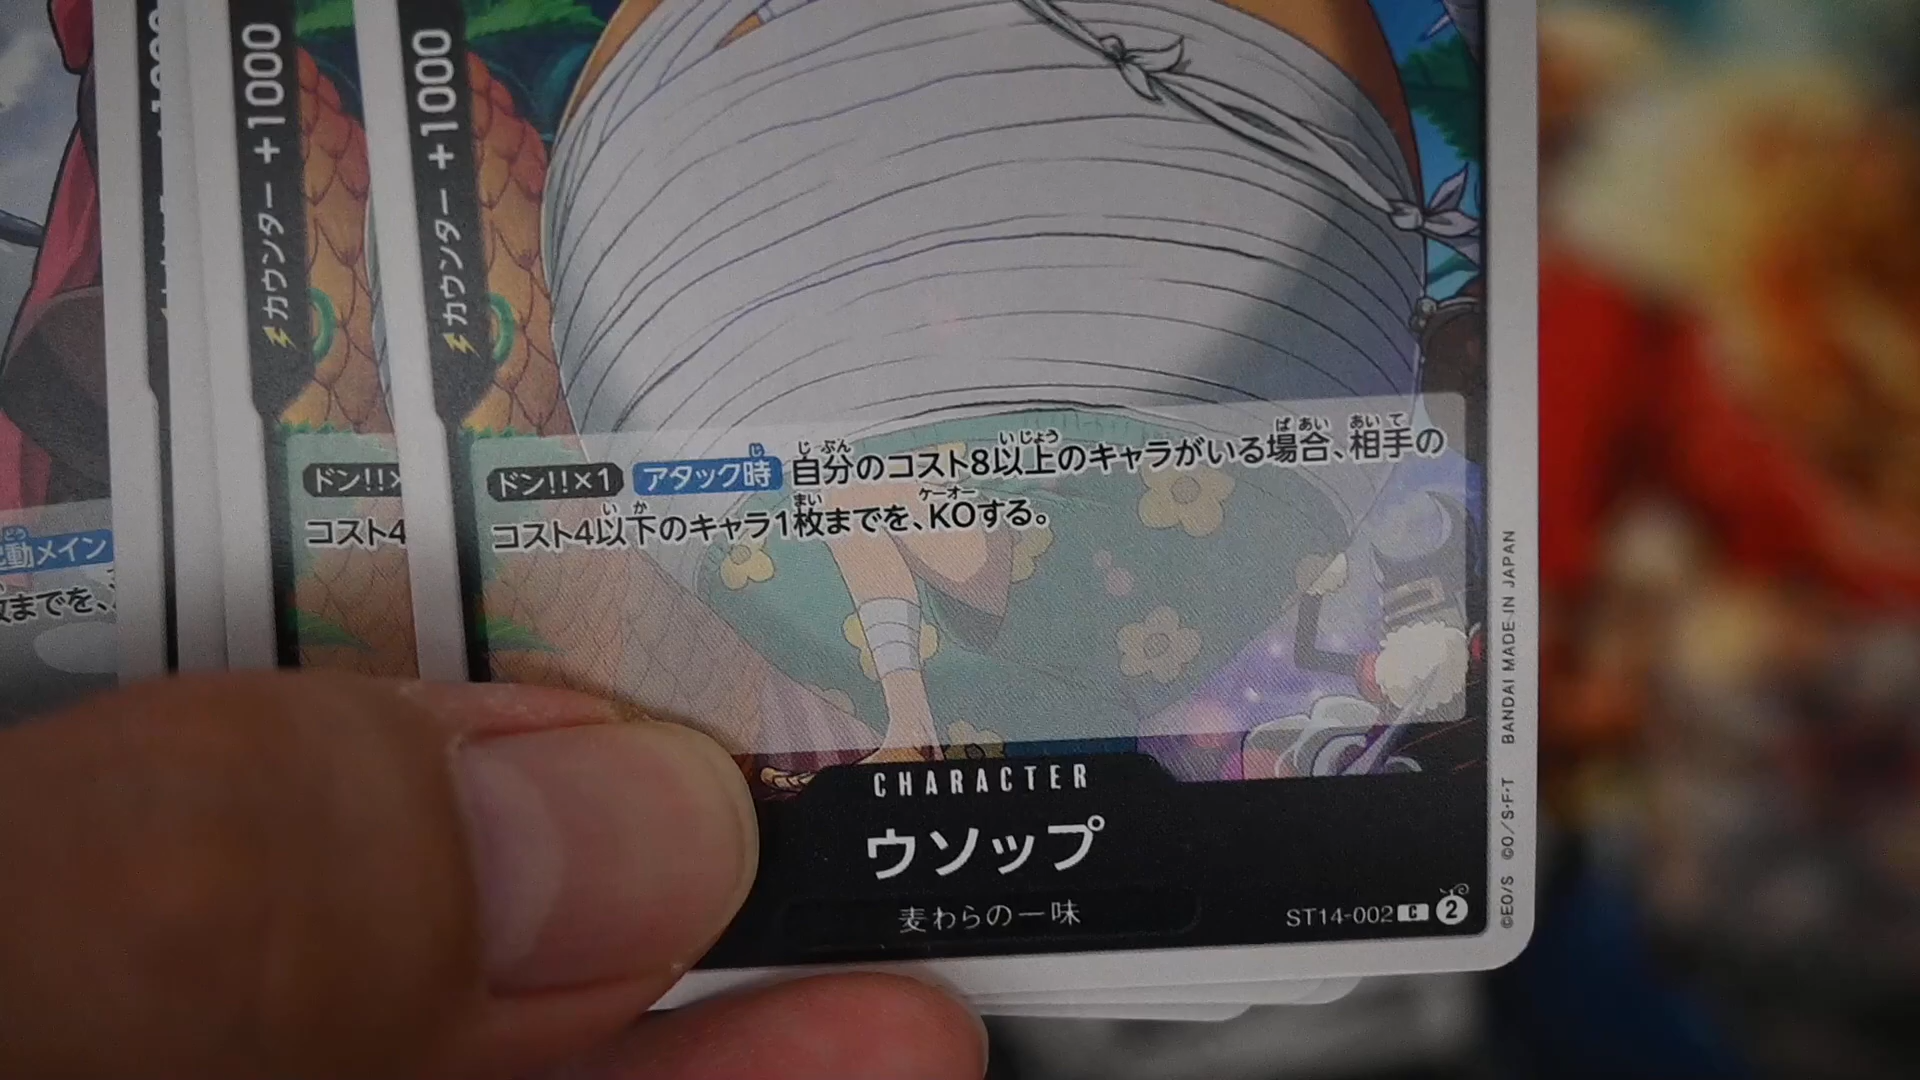 カウンター +1000
カウンター +1000
ドン!!×1 アタック時 自分のコスト8以上のキャラがいる場合、相手の
コスト4以下のキャラ1枚までを、KOする。
ドン!!×
コスト4
動メイン
枚までを、
CHARACTER
ウソップ
麦わらの一味
ST14-002 C 2
©EO/S ©O/S・F・T BANDAI MADE IN JAPAN